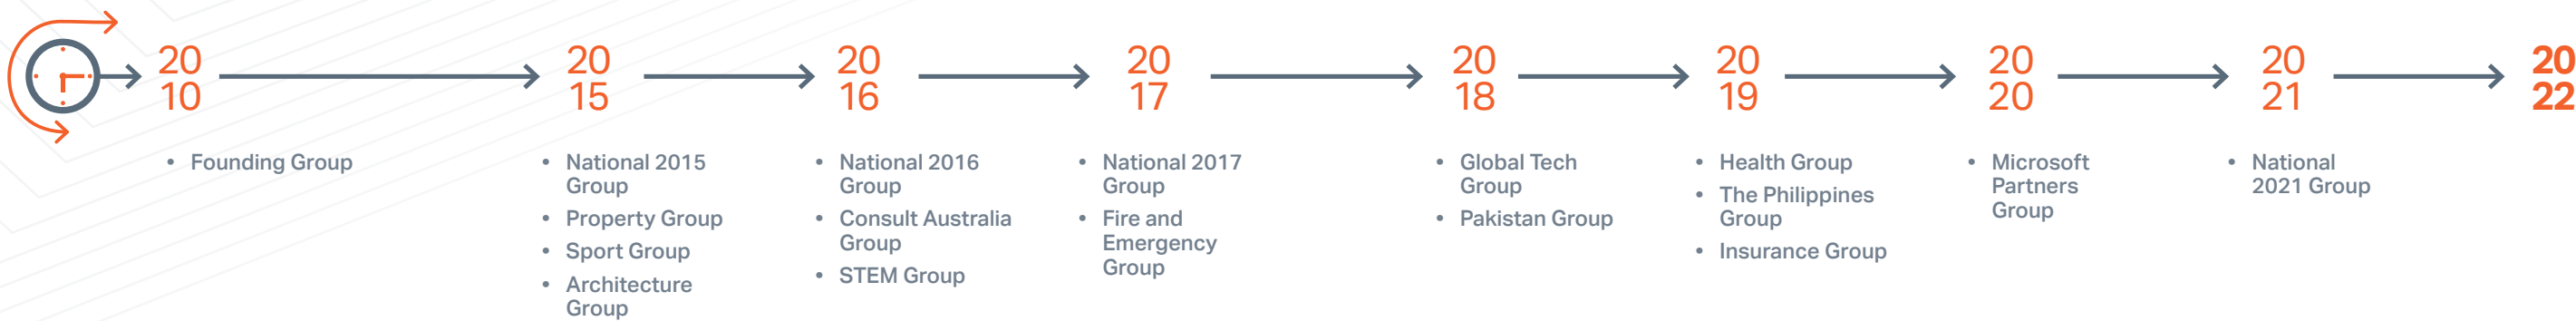 20
10
• Founding Group
20
15
• National 2015
Group
• Property Group
• Sport Group
• Architecture
Group
20
16
• National 2016
Group
• Consult Australia
Group
• STEM Group
20
17
• National 2017
Group
• Fire and
Emergency
Group
20
18
• Global Tech
Group
• Pakistan Group
20
19
• Health Group
• The Philippines
Group
• Insurance Group
20
20
• Microsoft
Partners
Group
20
21
• National
2021 Group
20
22